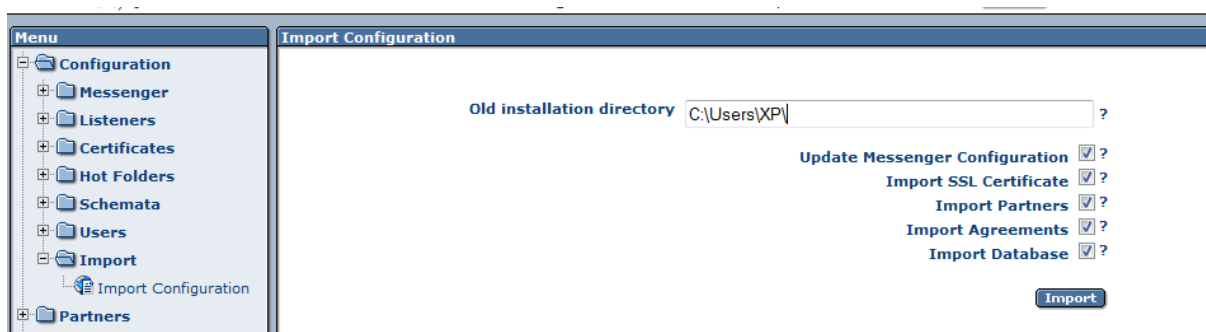 Menu
Configuration
Messenger
Listeners
Certificates
Hot Folders
Schemata
Users
Import
Import Configuration
Partners
Import Configuration
Old installation directory C:\Users\XP\ ?
Update Messenger Configuration ?
Import SSL Certificate ?
Import Partners ?
Import Agreements ?
Import Database ?
Import